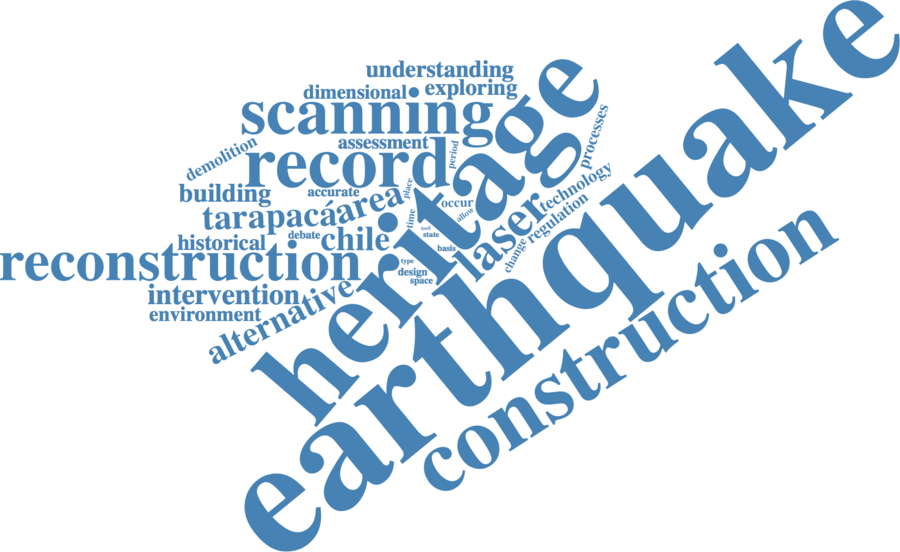 understanding
dimensional
exploring
scanning
heritage
earthquake
assessment
demolition
record
period
processes
building
accurate
place
technology
tarapacá
area
time
occur
allow
laser
regulation
historical
debate
chile
tool
state
basis
change
reconstruction
type
design
space
intervention
alternative
environment
construction